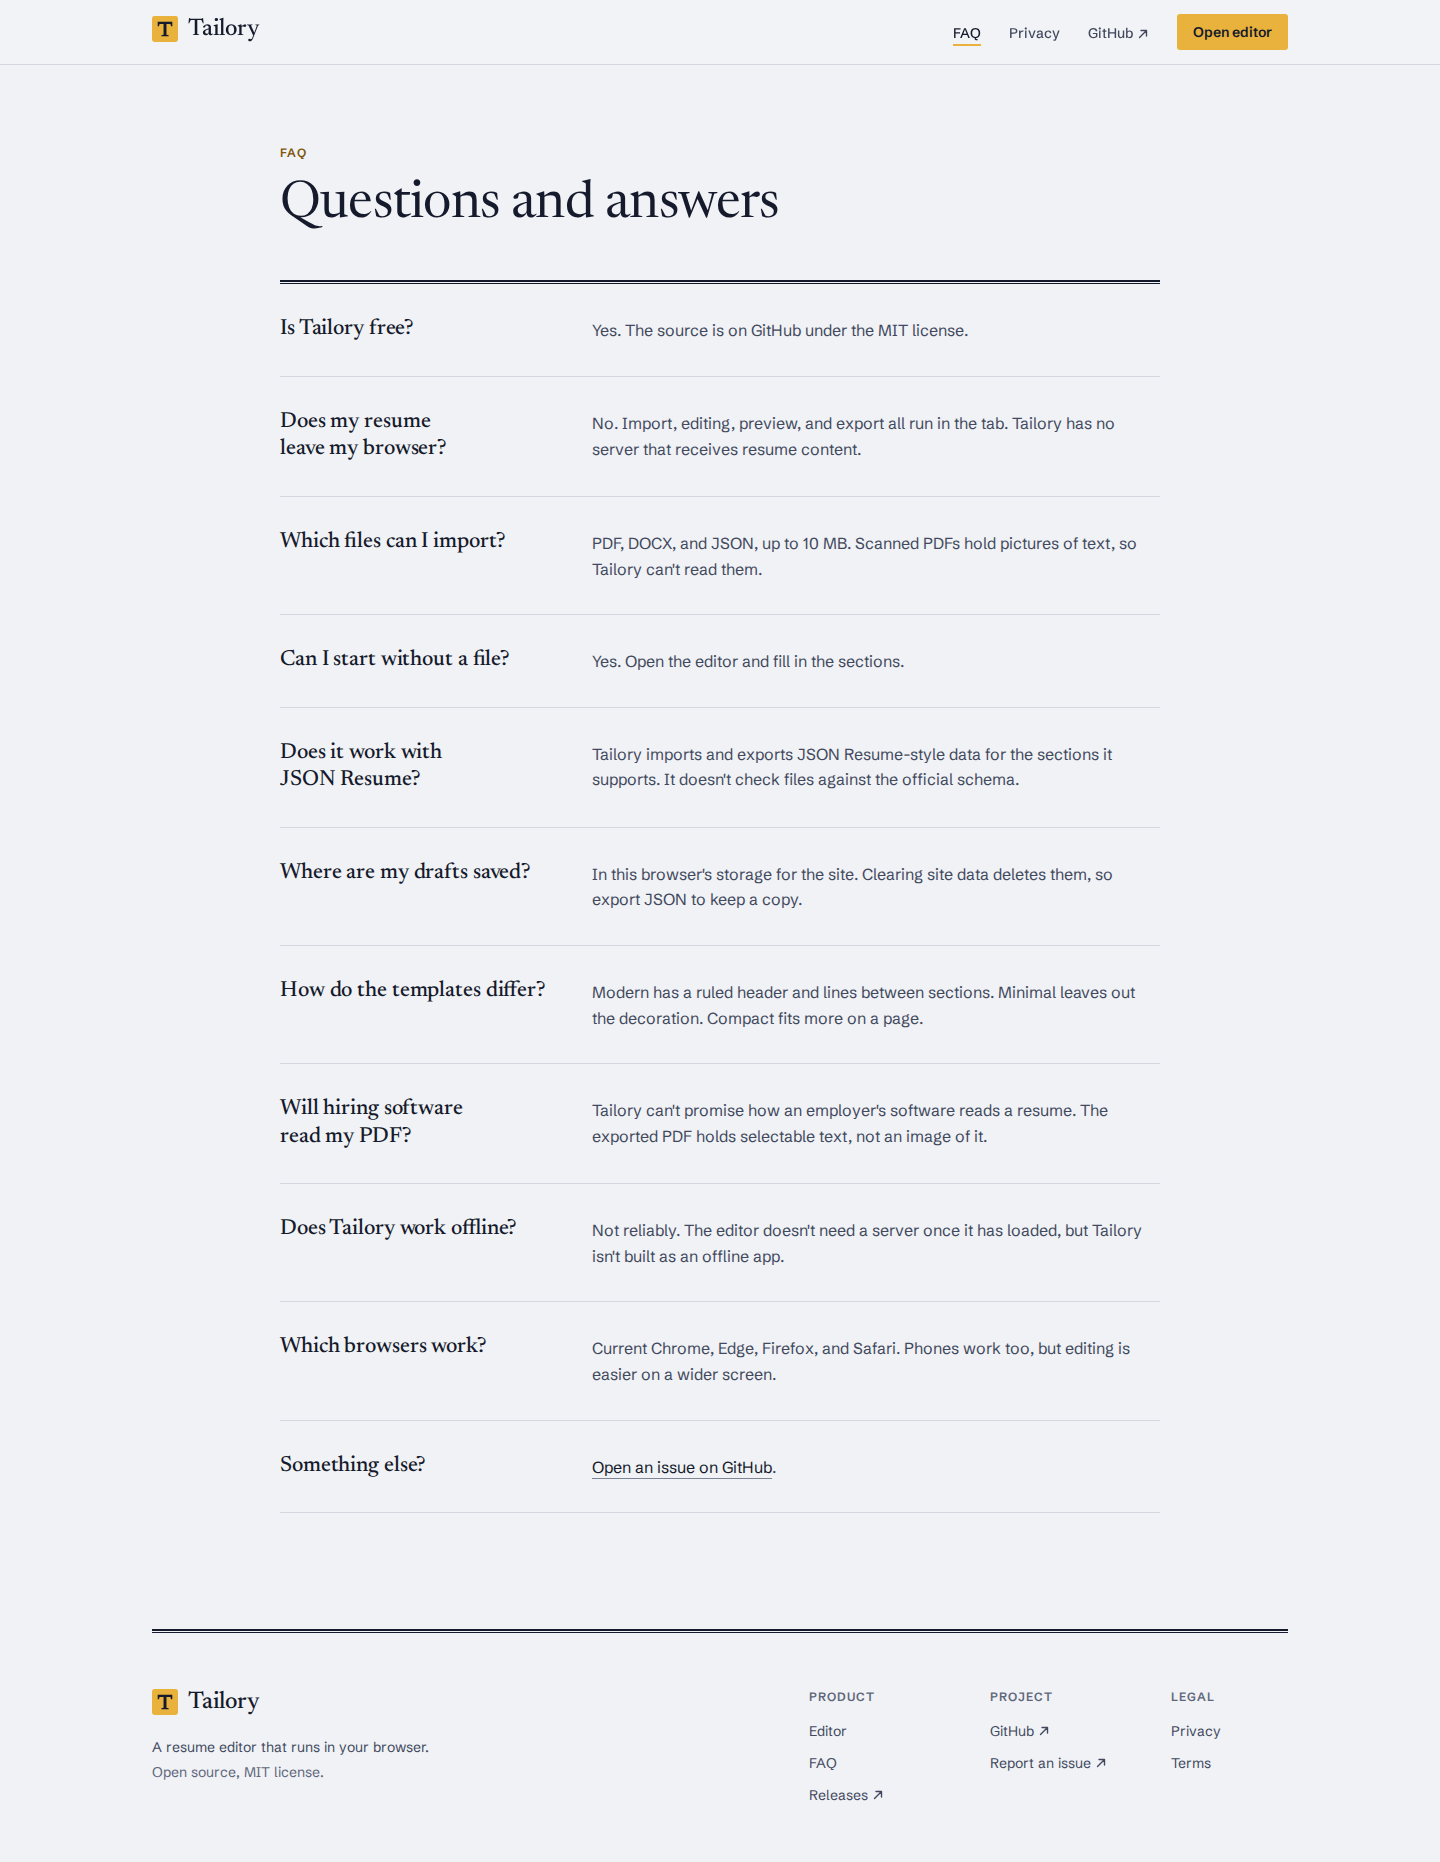 T Tailory
FAQ Privacy GitHub ↗ Open editor
FAQ
Questions and answers
Is Tailory free?
Yes. The source is on GitHub under the MIT license.
Does my resume
leave my browser?
No. Import, editing, preview, and export all run in the tab. Tailory has no
server that receives resume content.
Which files can I import?
PDF, DOCX, and JSON, up to 10 MB. Scanned PDFs hold pictures of text, so
Tailory can't read them.
Can I start without a file?
Yes. Open the editor and fill in the sections.
Does it work with
JSON Resume?
Tailory imports and exports JSON Resume-style data for the sections it
supports. It doesn't check files against the official schema.
Where are my drafts saved?
In this browser's storage for the site. Clearing site data deletes them, so
export JSON to keep a copy.
How do the templates differ?
Modern has a ruled header and lines between sections. Minimal leaves out
the decoration. Compact fits more on a page.
Will hiring software
read my PDF?
Tailory can't promise how an employer's software reads a resume. The
exported PDF holds selectable text, not an image of it.
Does Tailory work offline?
Not reliably. The editor doesn't need a server once it has loaded, but Tailory
isn't built as an offline app.
Which browsers work?
Current Chrome, Edge, Firefox, and Safari. Phones work too, but editing is
easier on a wider screen.
Something else?
Open an issue on GitHub.
T Tailory
A resume editor that runs in your browser.
Open source, MIT license.
PRODUCT
Editor
FAQ
Releases ↗
PROJECT
GitHub ↗
Report an issue ↗
LEGAL
Privacy
Terms